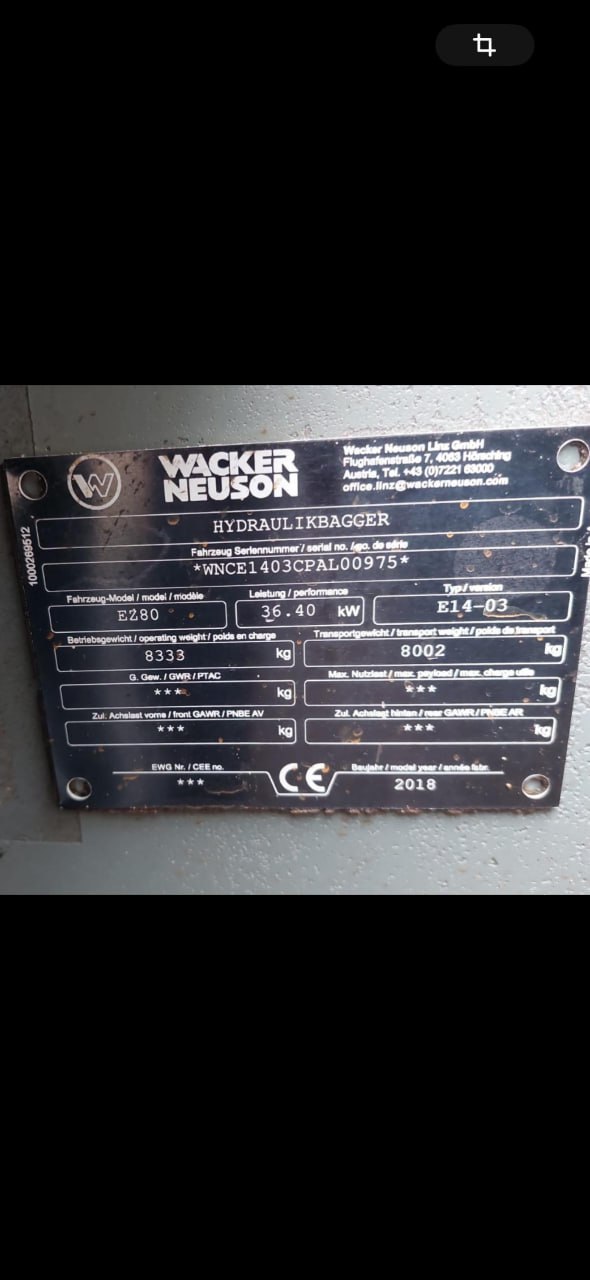 WACKER
NEUSON
Wacker Neuson Linz GmbH
Flughafenstraße 7, 4063 Hörsching
Austria, Tel. +43 (0)7221 63000
office.linz@wackerneuson.com
1000289512
HYDRAULIKBAGGER
Fahrzeug Seriennummer / serial no. / no. de série
*WNCE1403CPAL00975*
Fahrzeug-Model / model / modèle
Leistung / performance
Typ / version
EZ80
36.40 kW
E14-03
Betriebsgewicht / operating weight / poids en charge
Transportgewicht / transport weight / poids de transport
8333 kg
8002 kg
G. Gew. / GWR / PTAC
Max. Nutzlast / max. payload / max. charge utile
*** kg
*** kg
Zul. Achslast vorne / front GAWR / PNBE AV
Zul. Achslast hinten / rear GAWR / PNBE AR
*** kg
*** kg
EWG Nr. / CEE no.
CE
Baujahr / model year / année fabr.
***
2018